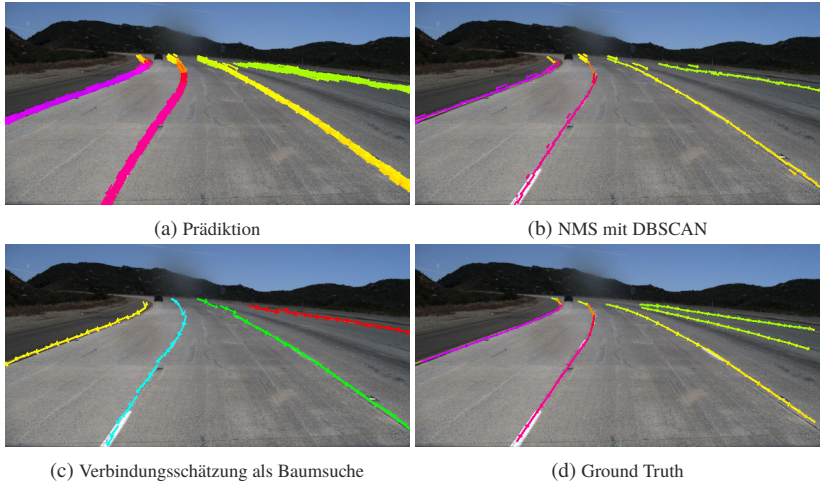 (a) Prädiktion
(b) NMS mit DBSCAN
(c) Verbindungsschätzung als Baumsuche
(d) Ground Truth